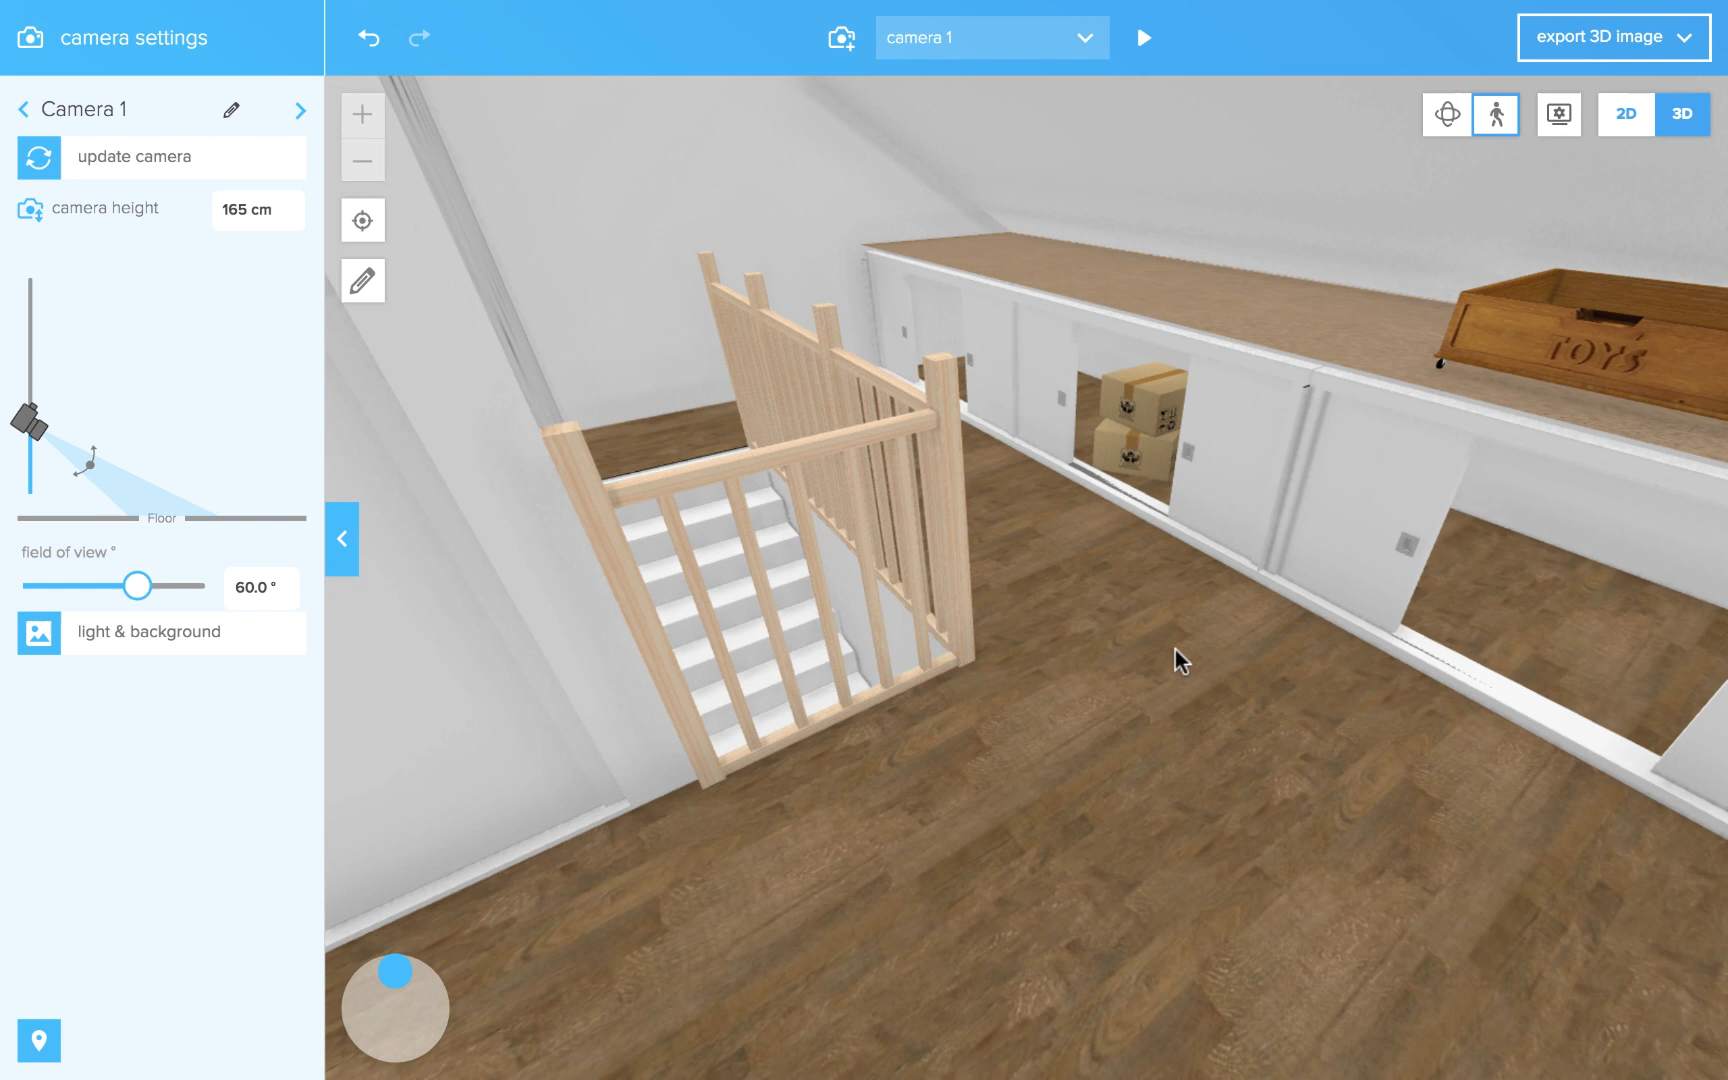 camera settings
camera 1
export 3D image
Camera 1
update camera
camera height
165 cm
Floor
field of view °
60.0 °
light & background
2D
3D
TOYS